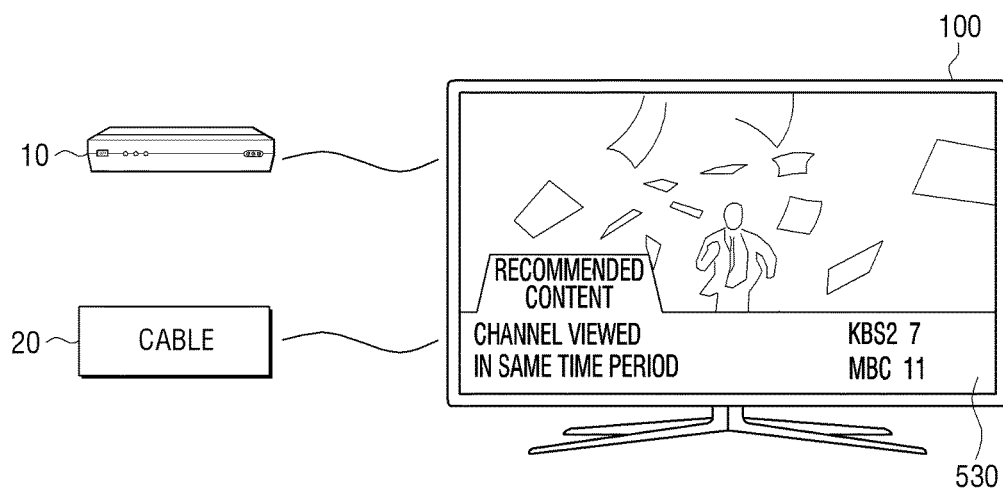 100
10
20
CABLE
RECOMMENDED
CONTENT
CHANNEL VIEWED
IN SAME TIME PERIOD
KBS2 7
MBC 11
530